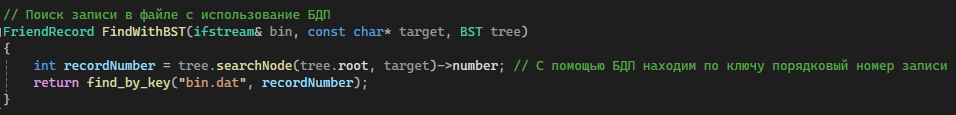 // Поиск записи в файле с использование БДП
FriendRecord FindWithBST(ifstream& bin, const char* target, BST tree)
{
int recordNumber = tree.searchNode(tree.root, target)->number; // С помощью БДП находим по ключу порядковый номер записи
return find_by_key("bin.dat", recordNumber);
}